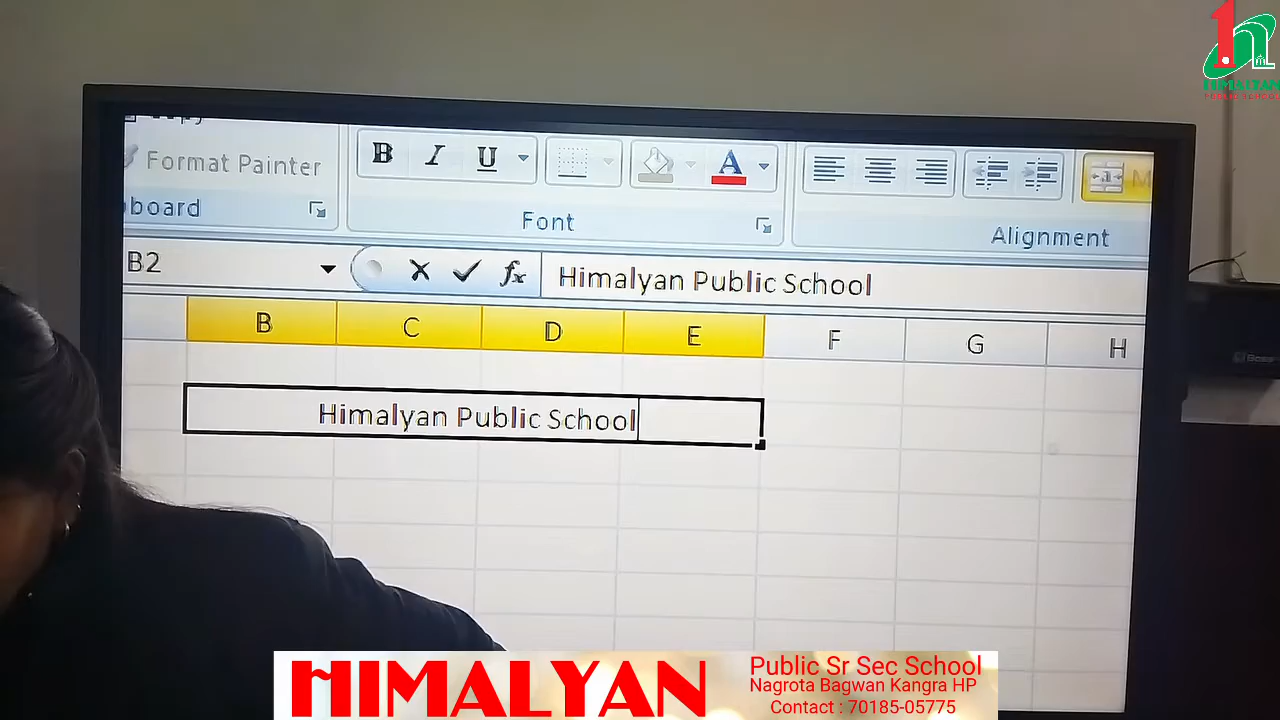 Format Painter
B I U A
board
Font
Alignment
B2
fx
Himalyan Public School
B C D E F G H
Himalyan Public School
HIMALYAN
HIMALYAN
Public Sr Sec School
Nagrota Bagwan Kangra HP
Contact : 70185-05775